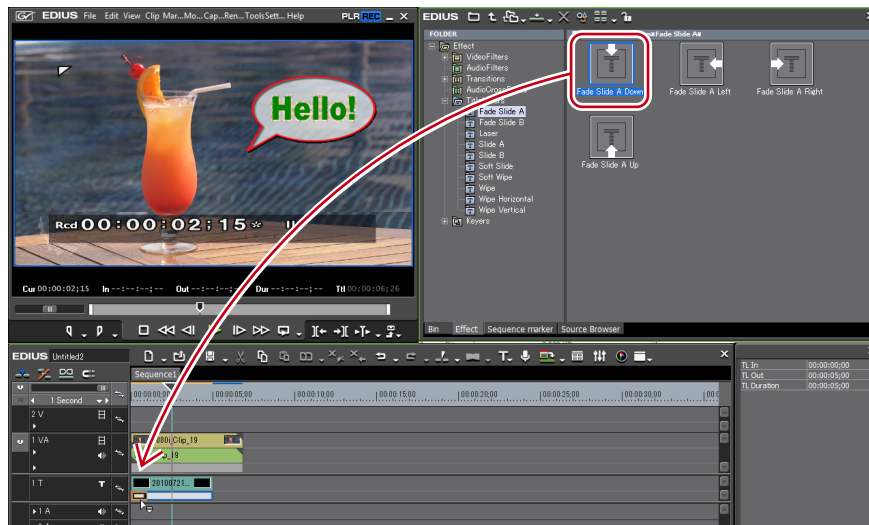 EDIUS File Edit View Clip Mar...Mo...Cap...Ren...Tools Sett... Help PLR REC
Hello!
Rcd 00:00:02;15
Cur 00:00:02;15 In --:--:--;-- Out --:--:--;-- Dur --:--:--;-- Ttl 00:00:06;26
EDIUS
FOLDER
Effect
VideoFilters
AudioFilters
Transitions
Fade Slide A
Fade Slide B
Laser
Slide A
Slide B
Soft Slide
Soft Wipe
Wipe
Wipe Horizontal
Wipe Vertical
Keyers
Fade Slide A Down
Fade Slide A Left
Fade Slide A Right
Fade Slide A Up
Bin Effect Sequence marker Source Browser
EDIUS Untitled2
Sequence1
1 Second
00:00:00;00 00:00:05;00 00:00:10;00 00:00:15;00 00:00:20;00 00:00:25;00 00:00:30;00
2 V
1 VA
1 T T 20100721...
1 A
TL In 00:00:00;00
TL Out 00:00:05;00
TL Duration 00:00:05;00